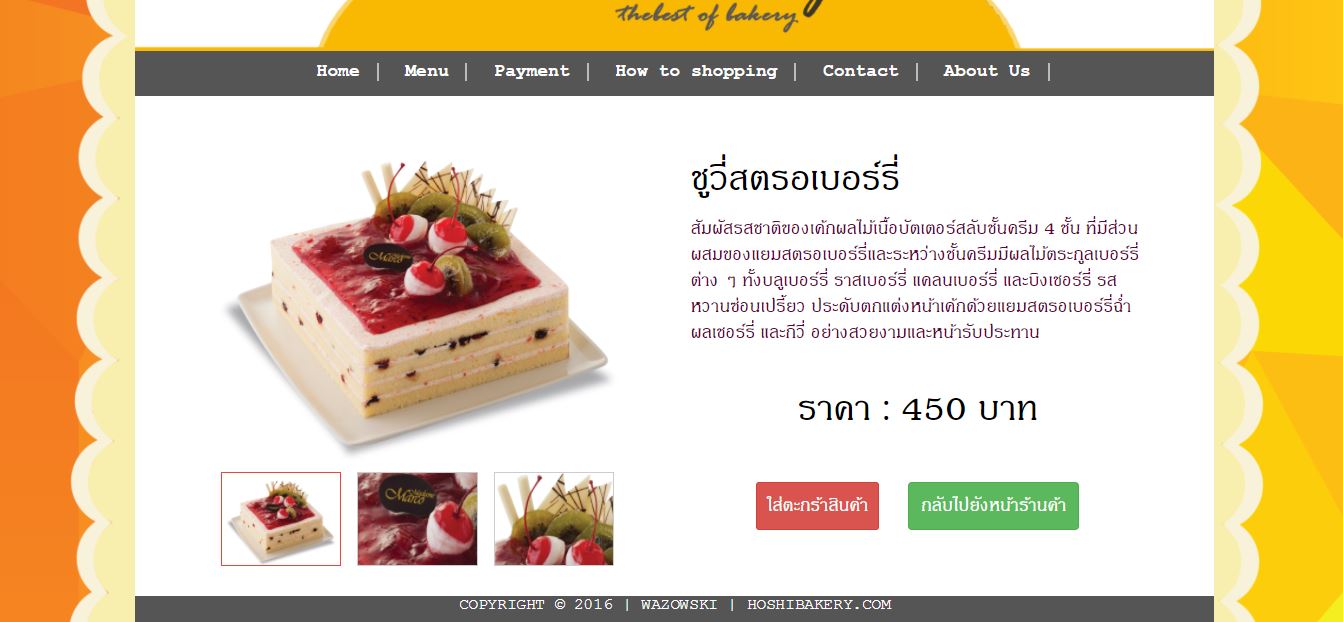 thebest of bakery
Home | Menu | Payment | How to shopping | Contact | About Us |
ชูวี่สตรอเบอร์รี่
สัมผัสรสชาติของเค้กผลไม้เนื้อบัตเตอร์สลับชั้นครีม 4 ชั้น ที่มีส่วน
ผสมของแยมสตรอเบอร์รี่และระหว่างชั้นครีมมีผลไม้ตระกูลเบอร์รี่
ต่าง ๆ ทั้งบลูเบอร์รี่ ราสเบอร์รี่ แคลนเบอร์รี่ และบิงเชอร์รี่ รส
หวานซ่อนเปรี้ยว ประดับตกแต่งหน้าเค้กด้วยแยมสตรอเบอร์รี่ฉ่ำ
ผลเชอร์รี่ และกีวี่ อย่างสวยงามและหน้ารับประทาน
ราคา : 450 บาท
ใส่ตะกร้าสินค้า
กลับไปยังหน้าร้านค้า
Madame
Marco
COPYRIGHT © 2016 | WAZOWSKI | HOSHIBAKERY.COM